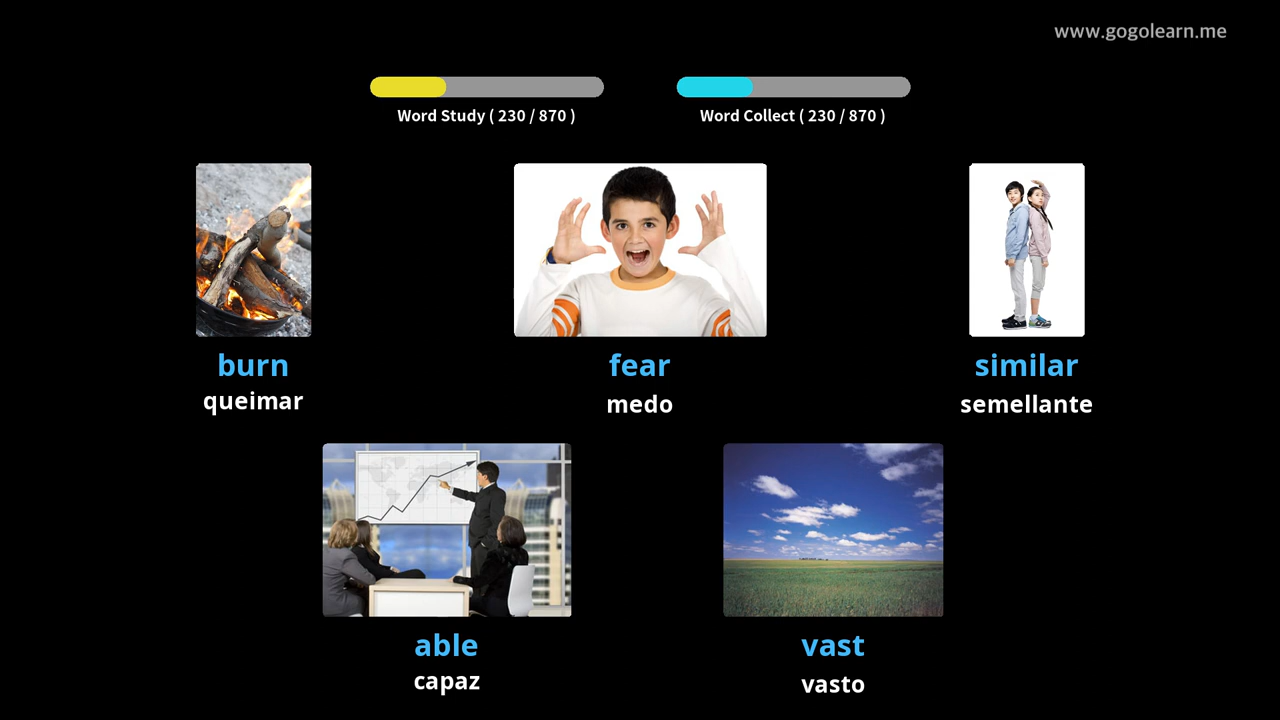 www.gogolearn.me
Word Study ( 230 / 870 )
Word Collect ( 230 / 870 )
burn
queimar
fear
medo
similar
semellante
able
capaz
vast
vasto